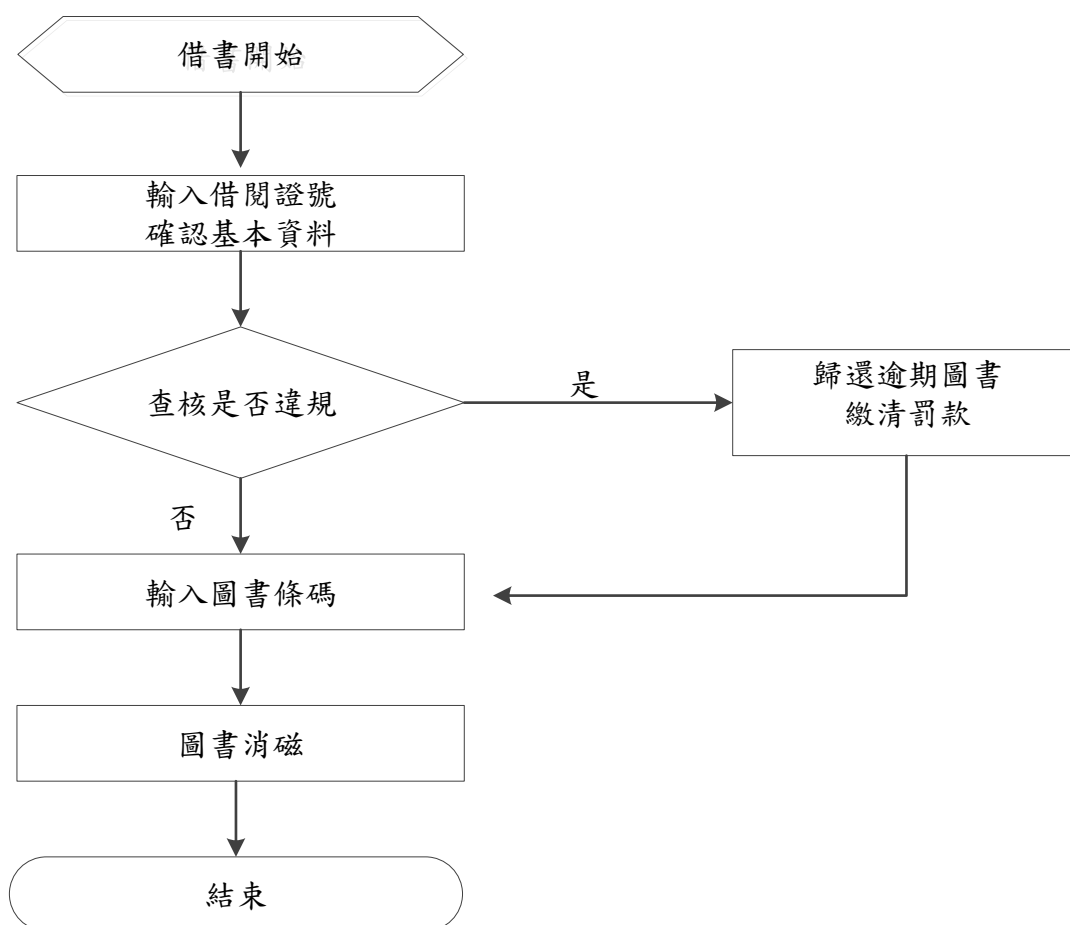 借書開始
輸入借閱證號
確認基本資料
查核是否違規
是
歸還逾期圖書
繳清罰款
否
輸入圖書條碼
圖書消磁
結束